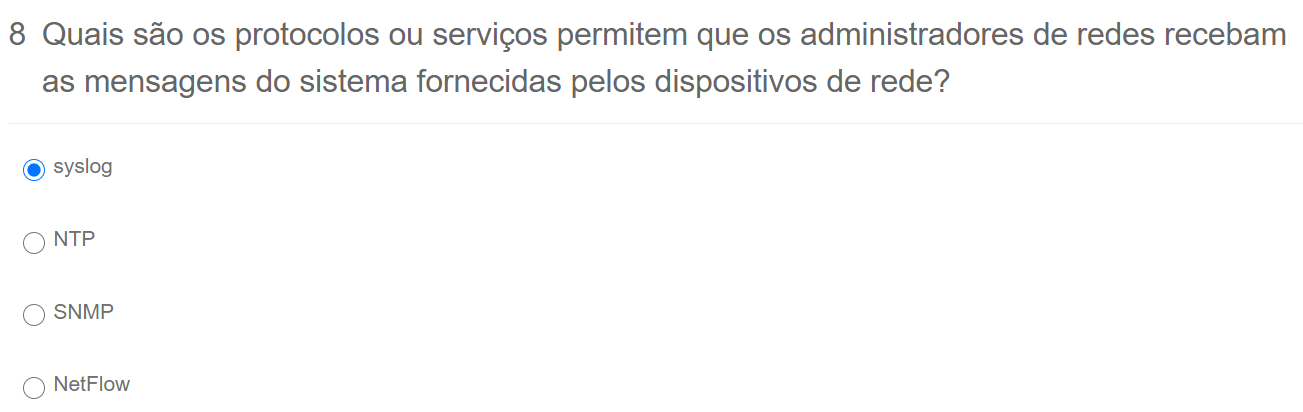 8 Quais são os protocolos ou serviços permitem que os administradores de redes recebam
as mensagens do sistema fornecidas pelos dispositivos de rede?
syslog
NTP
SNMP
NetFlow